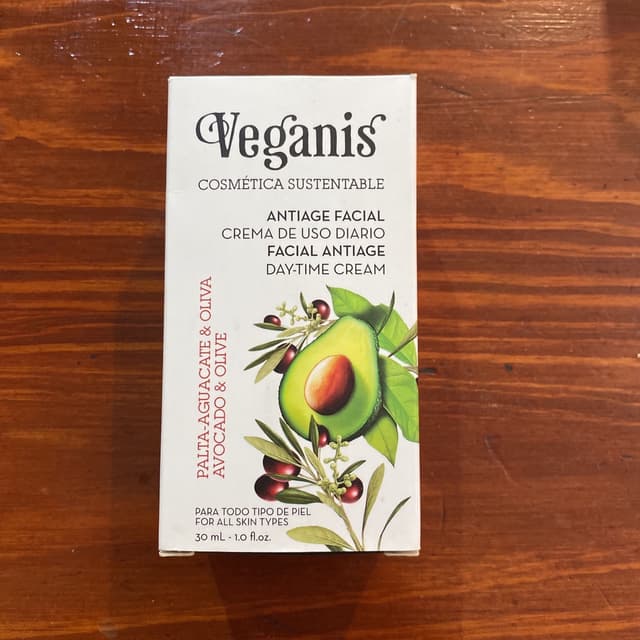 Veganis
COSMÉTICA SUSTENTABLE
ANTIAGE FACIAL
CREMA DE USO DIARIO
FACIAL ANTIAGE
DAY-TIME CREAM
PALTA-AGUACATE & OLIVA
AVOCADO & OLIVE
PARA TODO TIPO DE PIEL
FOR ALL SKIN TYPES
30 mL - 1.0 fl.oz.